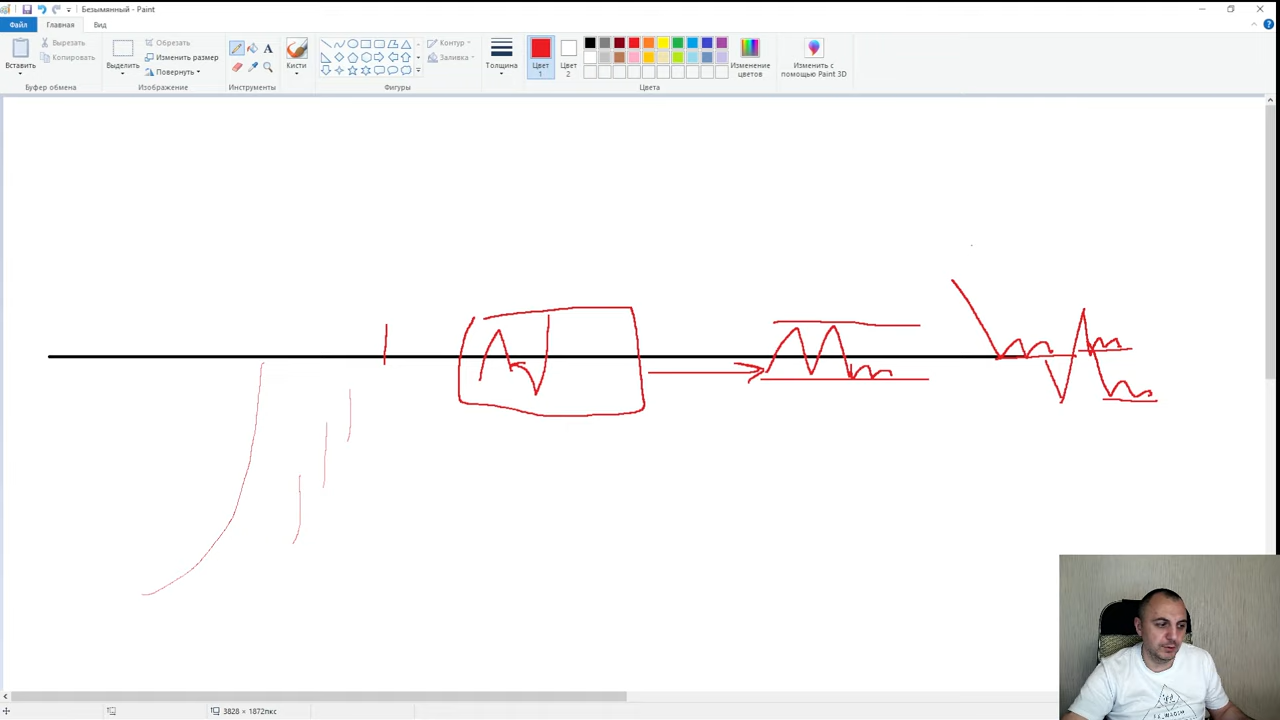 Безымянный - Paint
Файл Главная Вид
Вставить
Вырезать
Копировать
Буфер обмена
Выделить
Обрезать
Изменить размер
Повернуть
Изображение
A
Инструменты
Кисти
Контур
Заливка
Фигуры
Толщина
Цвет 1
Цвет 2
Изменение цветов
Изменить с помощью Paint 3D
Цвета
3828 × 1872пкс